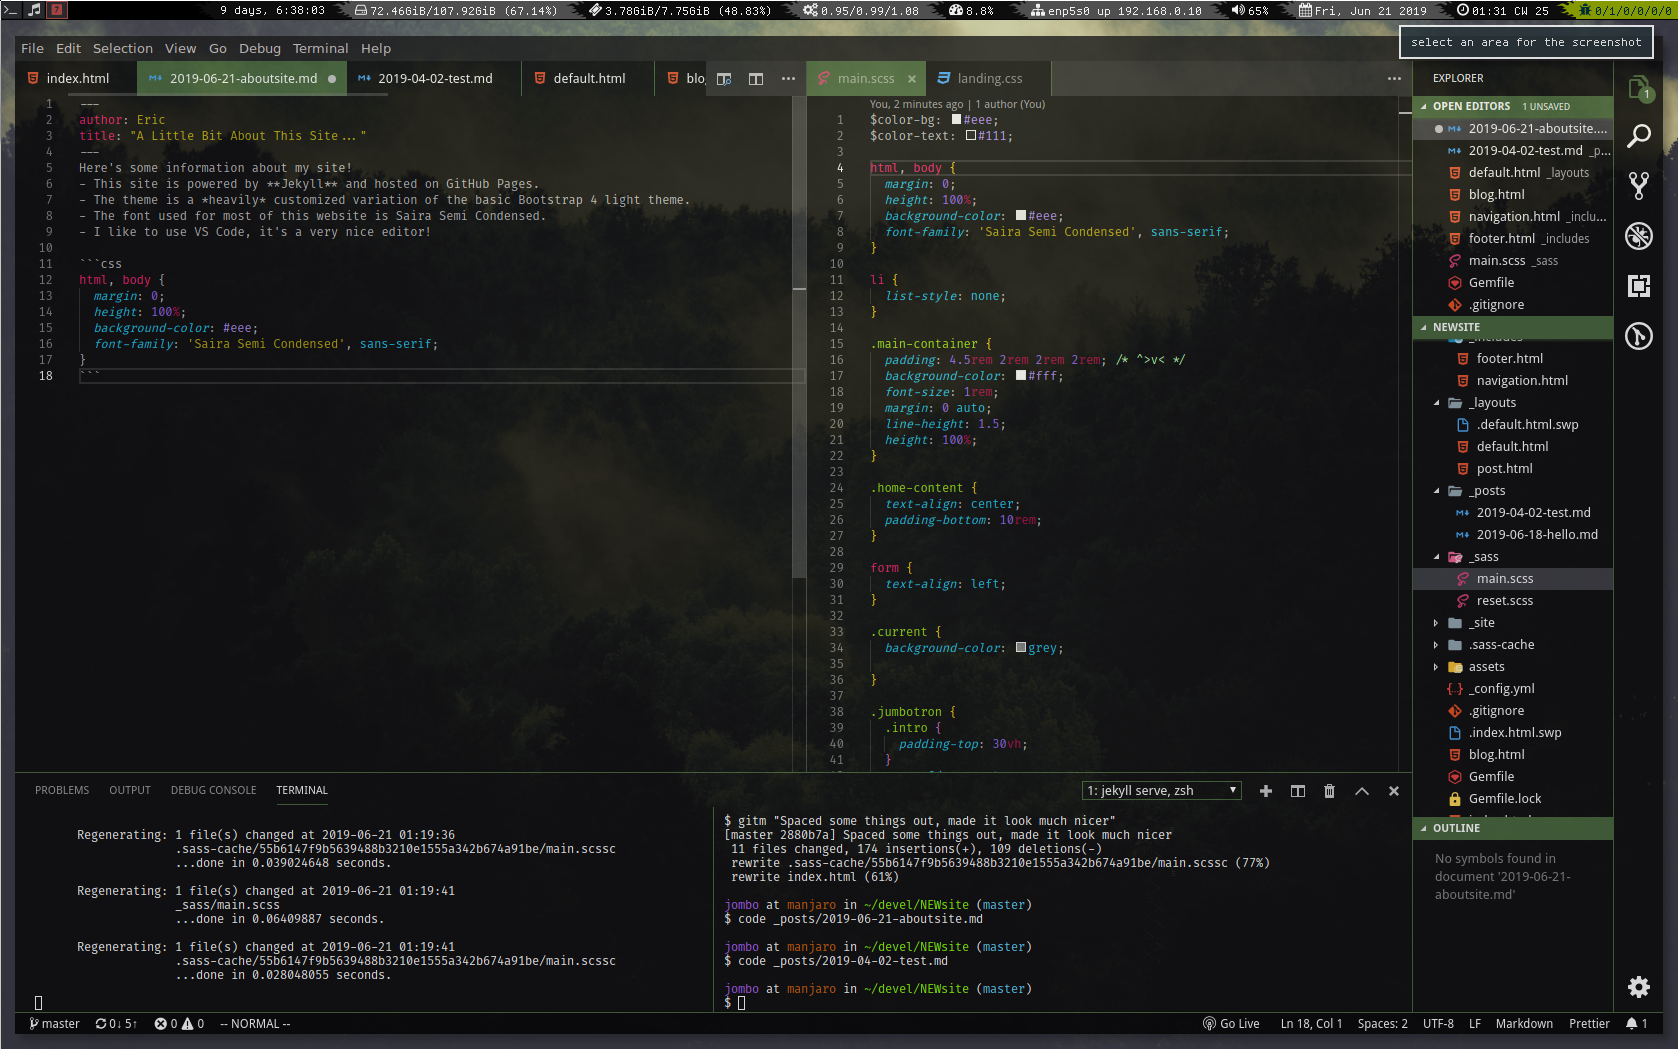 9 days, 6:38:03 72.46GiB/107.92GiB (67.14%) 3.78GiB/7.75GiB (48.83%) 0.95/0.99/1.08 8.8% enp5s0 up 192.168.0.10 65% Fri, Jun 21 2019 01:31 CW 25 0/1/0/0/0/0
select an area for the screenshot
File Edit Selection View Go Debug Terminal Help
index.html 2019-06-21-aboutsite.md 2019-04-02-test.md default.html blo
1 ---
2 author: Eric
3 title: "A Little Bit About This Site..."
4 ---
5 Here's some information about my site!
6 - This site is powered by **Jekyll** and hosted on GitHub Pages.
7 - The theme is a *heavily* customized variation of the basic Bootstrap 4 light theme.
8 - The font used for most of this website is Saira Semi Condensed.
9 - I like to use VS Code, it's a very nice editor!
10
11 ```css
12 html, body {
13 margin: 0;
14 height: 100%;
15 background-color: #eee;
16 font-family: 'Saira Semi Condensed', sans-serif;
17 }
18 ```
main.scss × landing.css
You, 2 minutes ago | 1 author (You)
1 $color-bg: #eee;
2 $color-text: #111;
3
4 html, body {
5 margin: 0;
6 height: 100%;
7 background-color: #eee;
8 font-family: 'Saira Semi Condensed', sans-serif;
9 }
10
11 li {
12 list-style: none;
13 }
14
15 .main-container {
16 padding: 4.5rem 2rem 2rem 2rem; /* ^>v< */
17 background-color: #fff;
18 font-size: 1rem;
19 margin: 0 auto;
20 line-height: 1.5;
21 height: 100%;
22 }
23
24 .home-content {
25 text-align: center;
26 padding-bottom: 10rem;
27 }
28
29 form {
30 text-align: left;
31 }
32
33 .current {
34 background-color: grey;
35
36 }
37
38 .jumbotron {
39 .intro {
40 padding-top: 30vh;
41 }
EXPLORER
OPEN EDITORS 1 UNSAVED
2019-06-21-aboutsite....
2019-04-02-test.md _p...
default.html _layouts
blog.html
navigation.html _inclu...
footer.html _includes
main.scss _sass
Gemfile
.gitignore
NEWSITE
_includes
footer.html
navigation.html
_layouts
.default.html.swp
default.html
post.html
_posts
2019-04-02-test.md
2019-06-18-hello.md
_sass
main.scss
reset.scss
_site
.sass-cache
assets
_config.yml
.gitignore
.index.html.swp
blog.html
Gemfile
Gemfile.lock
OUTLINE
No symbols found in
document '2019-06-21-
aboutsite.md'
1
PROBLEMS OUTPUT DEBUG CONSOLE TERMINAL 1: jekyll serve, zsh
Regenerating: 1 file(s) changed at 2019-06-21 01:19:36
.sass-cache/55b6147f9b5639488b3210e1555a342b674a91be/main.scssc
...done in 0.039024648 seconds.
Regenerating: 1 file(s) changed at 2019-06-21 01:19:41
_sass/main.scss
...done in 0.06409887 seconds.
Regenerating: 1 file(s) changed at 2019-06-21 01:19:41
.sass-cache/55b6147f9b5639488b3210e1555a342b674a91be/main.scssc
...done in 0.028048055 seconds.
$ gitm "Spaced some things out, made it look much nicer"
[master 2880b7a] Spaced some things out, made it look much nicer
11 files changed, 174 insertions(+), 109 deletions(-)
rewrite .sass-cache/55b6147f9b5639488b3210e1555a342b674a91be/main.scssc (77%)
rewrite index.html (61%)
jombo at manjaro in ~/devel/NEWsite (master)
$ code _posts/2019-06-21-aboutsite.md
jombo at manjaro in ~/devel/NEWsite (master)
$ code _posts/2019-04-02-test.md
jombo at manjaro in ~/devel/NEWsite (master)
$
master 0↓ 5↑ 0 0 -- NORMAL -- Go Live Ln 18, Col 1 Spaces: 2 UTF-8 LF Markdown Prettier 1